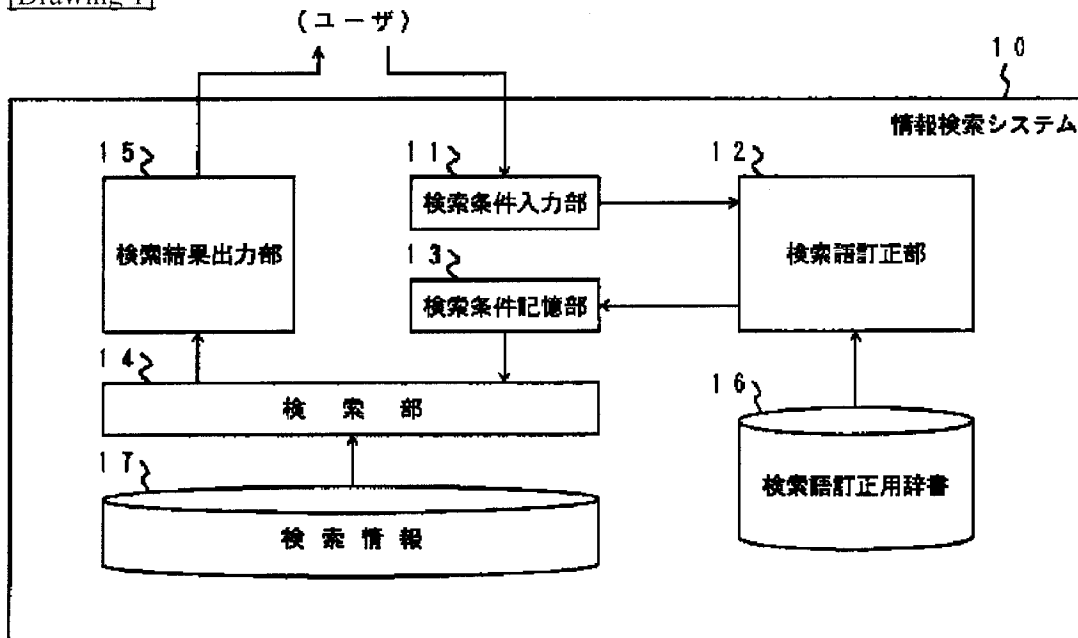 [Drawing 1]
(ユーザ)
10
情報検索システム
15
11
12
検索条件入力部
検索結果出力部
13
検索語訂正部
検索条件記憶部
14
16
検索部
17
検索語訂正用辞書
検索情報